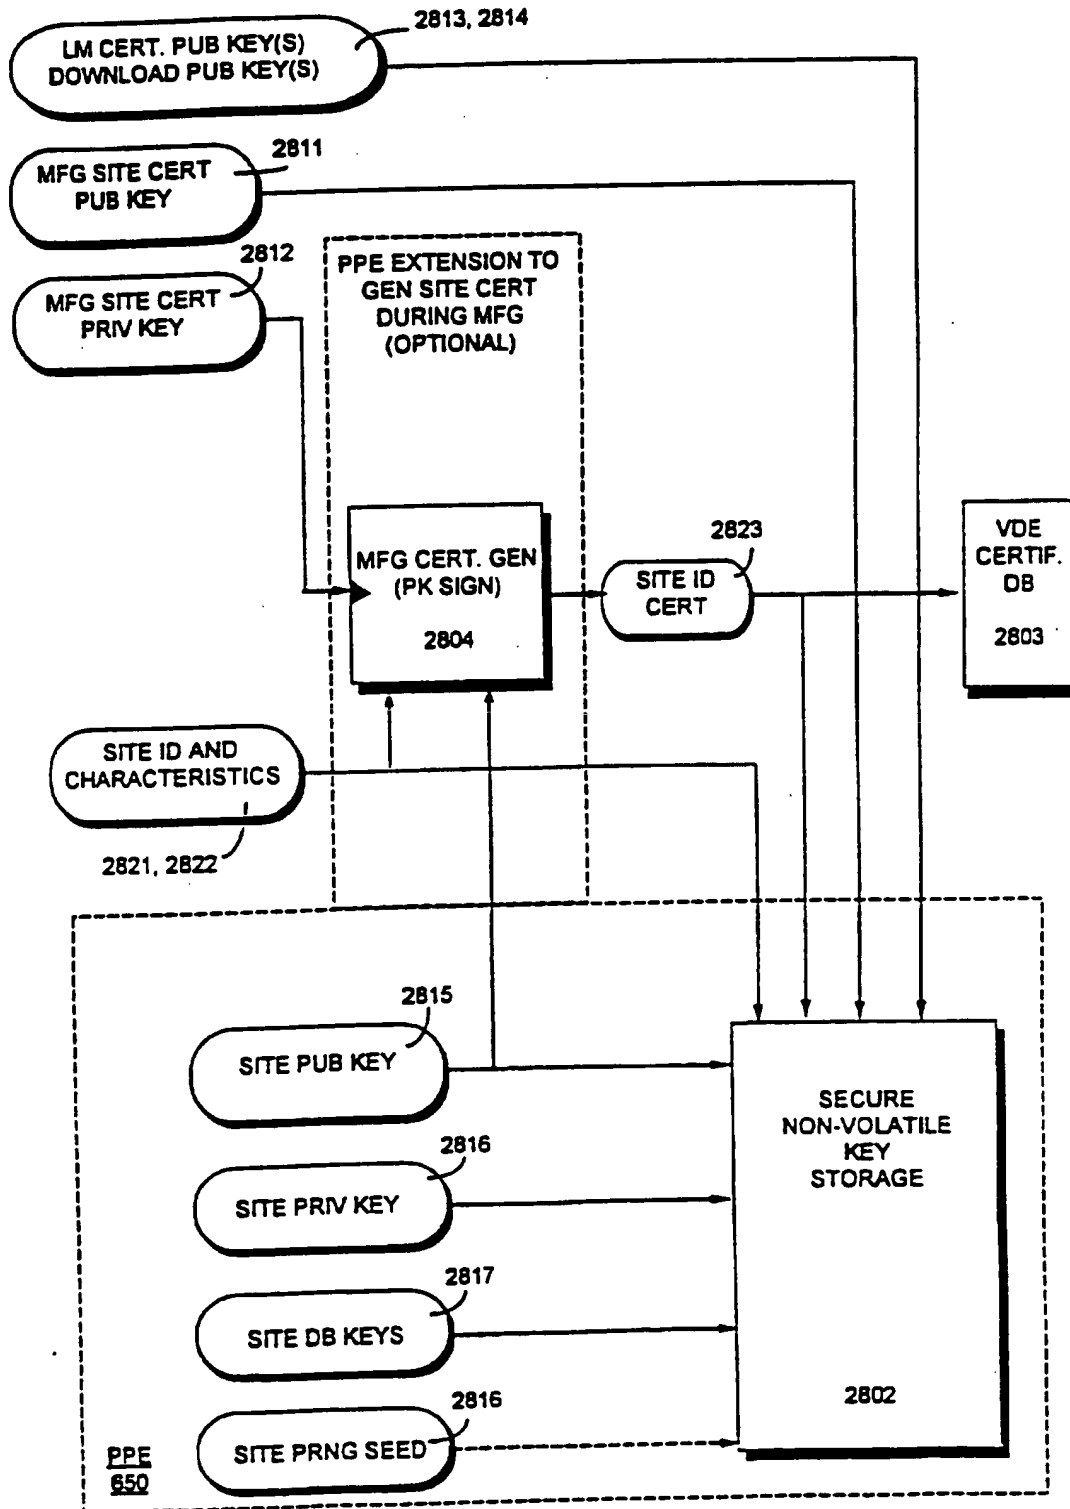 2813, 2814
LM CERT. PUB KEY(S)
DOWNLOAD PUB KEY(S)
2811
MFG SITE CERT
PUB KEY
2812
MFG SITE CERT
PRIV KEY
PPE EXTENSION TO
GEN SITE CERT
DURING MFG
(OPTIONAL)
MFG CERT. GEN
(PK SIGN)
2804
2823
SITE ID
CERT
VDE
CERTIF.
DB
2803
SITE ID AND
CHARACTERISTICS
2821, 2822
2815
SITE PUB KEY
2816
SITE PRIV KEY
2817
SITE DB KEYS
2816
SITE PRNG SEED
SECURE
NON-VOLATILE
KEY
STORAGE
2802
PPE
650